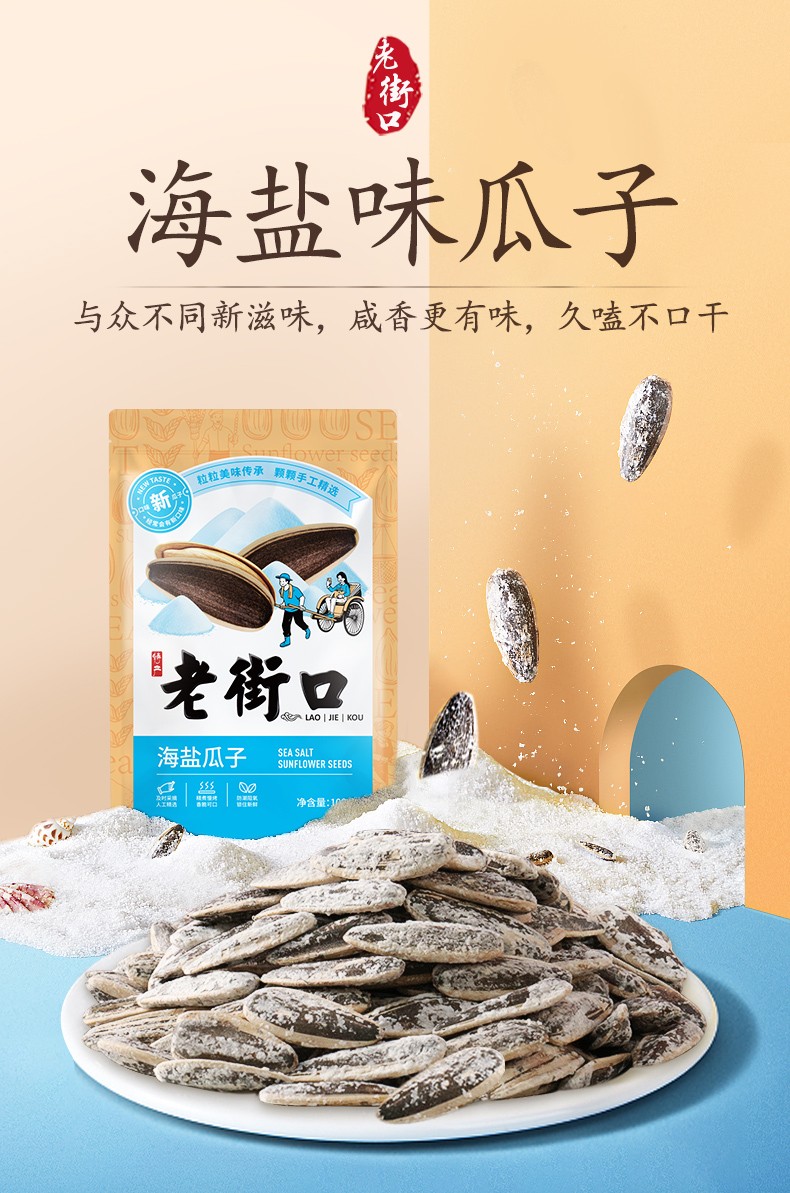 老街口
海盐味瓜子
与众不同新滋味，咸香更有味，久嗑不口干
Sunflower seeds
粒粒美味传承 颗颗手工精选
NEW TASTE
新
老街口
LAO | JIE | KOU
海盐瓜子
SEA SALT
SUNFLOWER SEEDS
净含量: